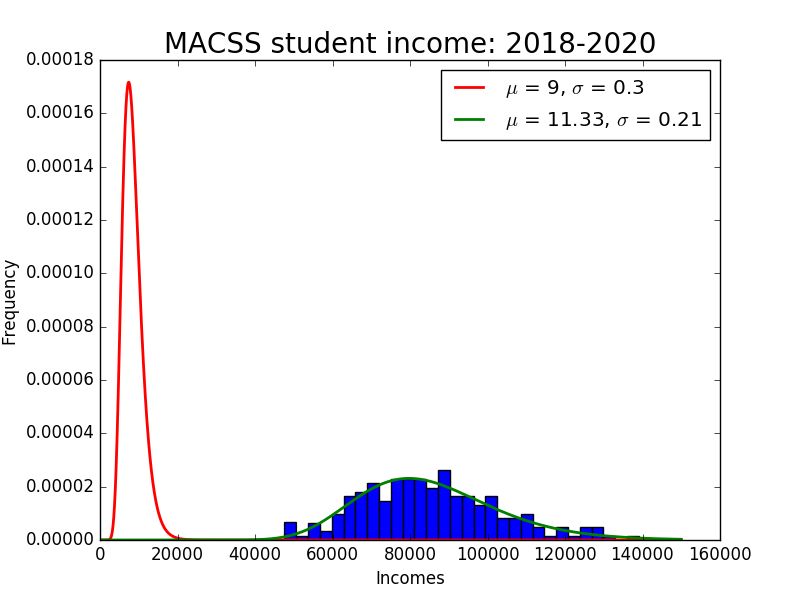 MACSS student income: 2018-2020
μ = 9, σ = 0.3
μ = 11.33, σ = 0.21
0.00018
0.00016
0.00014
0.00012
0.00010
0.00008
0.00006
0.00004
0.00002
0.00000
Frequency
0 20000 40000 60000 80000 100000 120000 140000 160000
Incomes